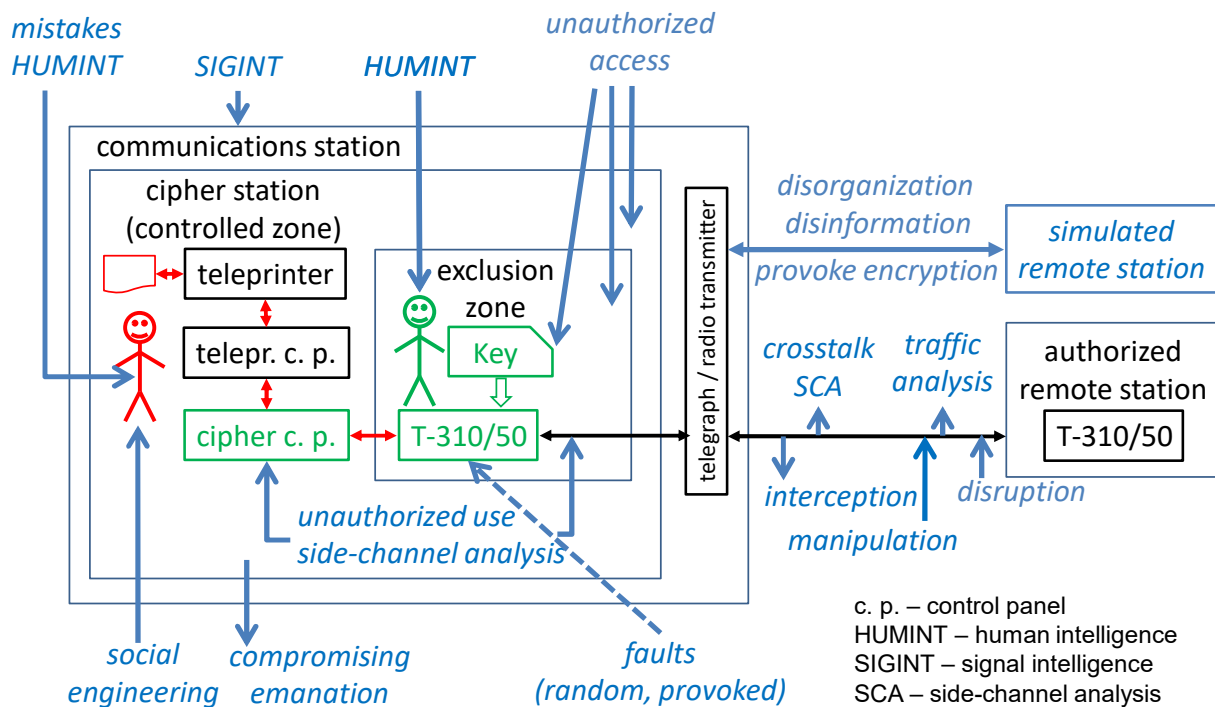 mistakes
HUMINT
SIGINT
HUMINT
unauthorized
access
communications station
cipher station
(controlled zone)
teleprinter
telepr. c. p.
cipher c. p.
exclusion
zone
Key
T-310/50
telegraph / radio transmitter
disorganization
disinformation
provoke encryption
simulated
remote station
crosstalk
SCA
traffic
analysis
authorized
remote station
T-310/50
interception
manipulation
disruption
unauthorized use
side-channel analysis
social
engineering
compromising
emanation
faults
(random, provoked)
c. p. – control panel
HUMINT – human intelligence
SIGINT – signal intelligence
SCA – side-channel analysis